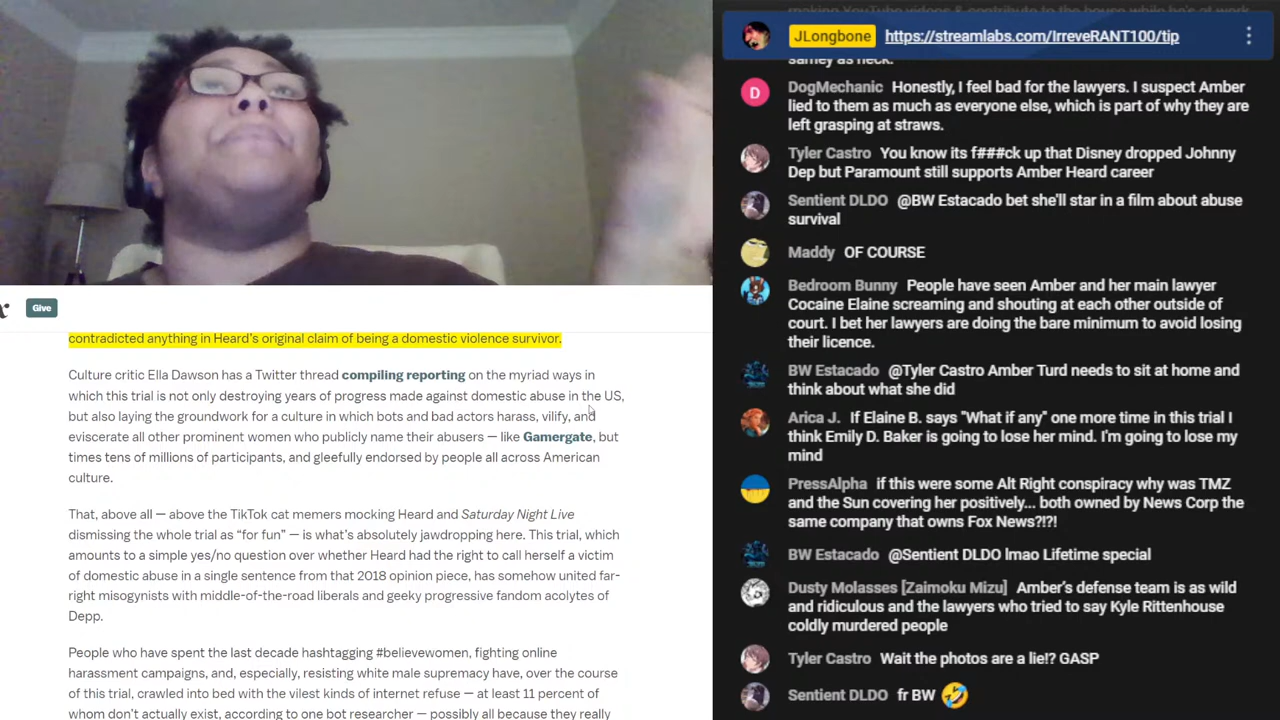 making YouTube videos & contribute to the house while he's at work
JLongbone https://streamlabs.com/IrreveRANT100/tip
samey as heck.
D DogMechanic Honestly, I feel bad for the lawyers. I suspect Amber
lied to them as much as everyone else, which is part of why they are
left grasping at straws.
Tyler Castro You know its f###ck up that Disney dropped Johnny
Dep but Paramount still supports Amber Heard career
Sentient DLDO @BW Estacado bet she'll star in a film about abuse
survival
Maddy OF COURSE
Bedroom Bunny People have seen Amber and her main lawyer
Cocaine Elaine screaming and shouting at each other outside of
court. I bet her lawyers are doing the bare minimum to avoid losing
their licence.
BW Estacado @Tyler Castro Amber Turd needs to sit at home and
think about what she did
Arica J. If Elaine B. says "What if any" one more time in this trial I
think Emily D. Baker is going to lose her mind. I'm going to lose my
mind
PressAlpha if this were some Alt Right conspiracy why was TMZ
and the Sun covering her positively... both owned by News Corp the
same company that owns Fox News?!?!
BW Estacado @Sentient DLDO lmao Lifetime special
Dusty Molasses [Zaimoku Mizu] Amber's defense team is as wild
and ridiculous and the lawyers who tried to say Kyle Rittenhouse
coldly murdered people
Tyler Castro Wait the photos are a lie!? GASP
Sentient DLDO fr BW 🤣
Give
contradicted anything in Heard's original claim of being a domestic violence survivor.
Culture critic Ella Dawson has a Twitter thread compiling reporting on the myriad ways in
which this trial is not only destroying years of progress made against domestic abuse in the US,
but also laying the groundwork for a culture in which bots and bad actors harass, vilify, and
eviscerate all other prominent women who publicly name their abusers — like Gamergate, but
times tens of millions of participants, and gleefully endorsed by people all across American
culture.
That, above all — above the TikTok cat memers mocking Heard and Saturday Night Live
dismissing the whole trial as "for fun" — is what's absolutely jawdropping here. This trial, which
amounts to a simple yes/no question over whether Heard had the right to call herself a victim
of domestic abuse in a single sentence from that 2018 opinion piece, has somehow united far-
right misogynists with middle-of-the-road liberals and geeky progressive fandom acolytes of
Depp.
People who have spent the last decade hashtagging #believewomen, fighting online
harassment campaigns, and, especially, resisting white male supremacy have, over the course
of this trial, crawled into bed with the vilest kinds of internet refuse — at least 11 percent of
whom don't actually exist, according to one bot researcher — possibly all because they really